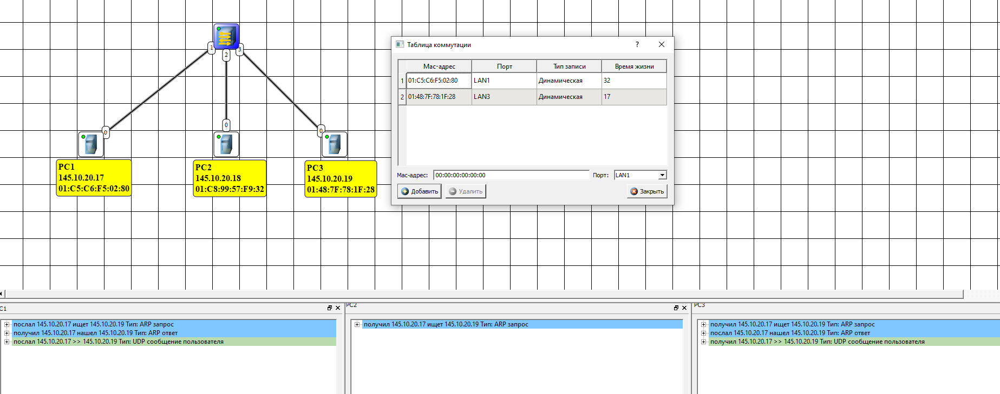 1
2
3
0
0
0
PC1
145.10.20.17
01:C5:C6:F5:02:80
PC2
145.10.20.18
01:C8:99:57:F9:32
PC3
145.10.20.19
01:48:7F:78:1F:28
Таблица коммутации
?
Mac-адрес Порт Тип записи Время жизни
1 01:C5:C6:F5:02:80 LAN1 Динамическая 32
2 01:48:7F:78:1F:28 LAN3 Динамическая 17
Mac-адрес: 00:00:00:00:00:00 Порт: LAN1
Добавить Удалить Закрыть
C1
послал 145.10.20.17 ищет 145.10.20.19 Тип: ARP запрос
получил 145.10.20.17 нашел 145.10.20.19 Тип: ARP ответ
послал 145.10.20.17 >> 145.10.20.19 Тип: UDP сообщение пользователя
PC2
получил 145.10.20.17 ищет 145.10.20.19 Тип: ARP запрос
PC3
получил 145.10.20.17 ищет 145.10.20.19 Тип: ARP запрос
послал 145.10.20.17 нашел 145.10.20.19 Тип: ARP ответ
получил 145.10.20.17 >> 145.10.20.19 Тип: UDP сообщение пользователя